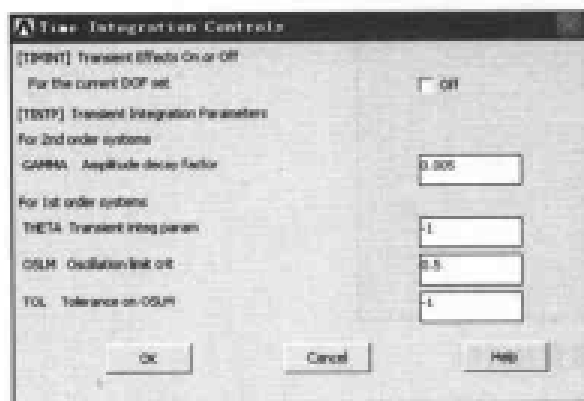 Time Integration Controls
[TIMINT] Transient Effects On or Off
For the current DOF set
Off
[TINTP] Transient Integration Parameters
For 2nd order systems
GAMMA Amplitude decay factor
0.005
For 1st order systems
THETA Transient integ param
-1
OSLM Oscillation limit crit
0.5
TOL Tolerance on OSLM
-1
OK
Cancel
Help